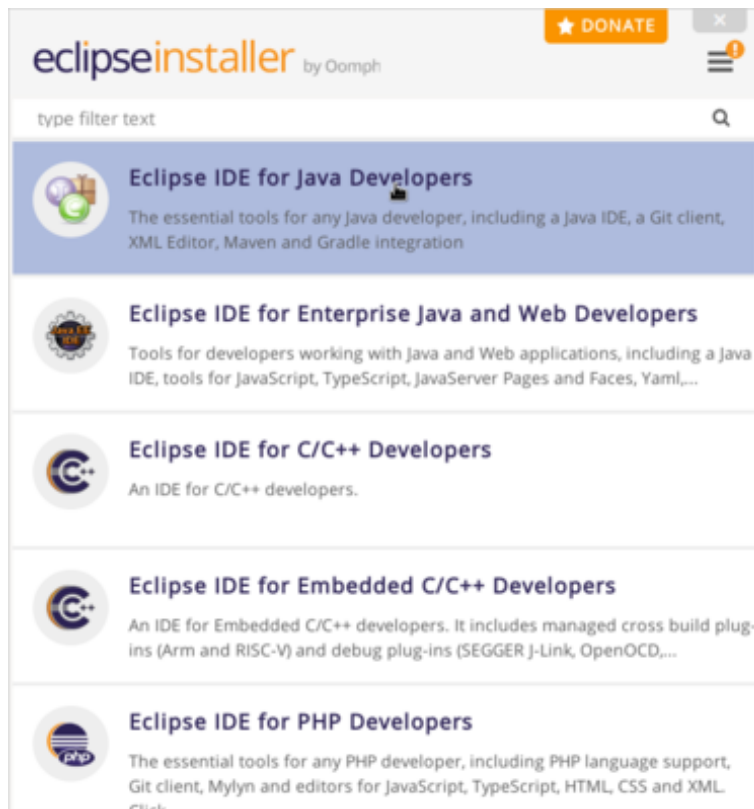 DONATE
eclipseinstaller by Oomph
type filter text
Eclipse IDE for Java Developers
The essential tools for any Java developer, including a Java IDE, a Git client,
XML Editor, Maven and Gradle integration
Eclipse IDE for Enterprise Java and Web Developers
Tools for developers working with Java and Web applications, including a Java
IDE, tools for JavaScript, TypeScript, JavaServer Pages and Faces, Yaml,...
Eclipse IDE for C/C++ Developers
An IDE for C/C++ developers.
Eclipse IDE for Embedded C/C++ Developers
An IDE for Embedded C/C++ developers. It includes managed cross build plug-
ins (Arm and RISC-V) and debug plug-ins (SEGGER J-Link, OpenOCD,...
php
Eclipse IDE for PHP Developers
The essential tools for any PHP developer, including PHP language support,
Git client, Mylyn and editors for JavaScript, TypeScript, HTML, CSS and XML.